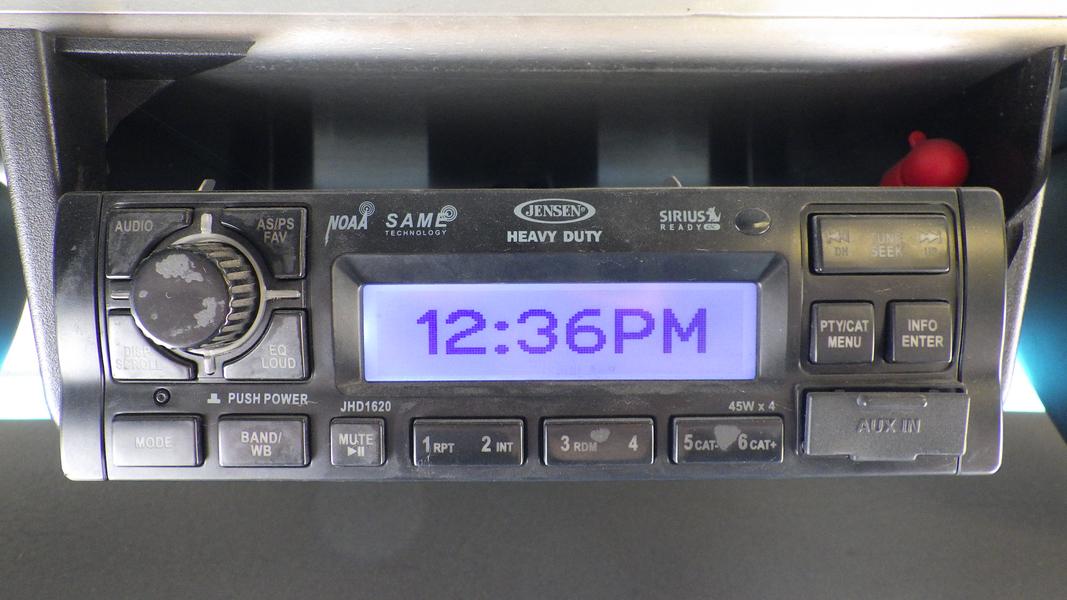 AUDIO
AS/PS
FAV
NOAA
SAME
TECHNOLOGY
JENSEN®
HEAVY DUTY
SIRIUS
READY
TUNE
SEEK
12:36PM
DISP
SCROLL
EQ
LOUD
PTY/CAT
MENU
INFO
ENTER
PUSH POWER
JHD1620
45W x 4
MODE
BAND/
WB
MUTE
1 RPT 2 INT
3 RDM 4
5 CAT- 6 CAT+
AUX IN